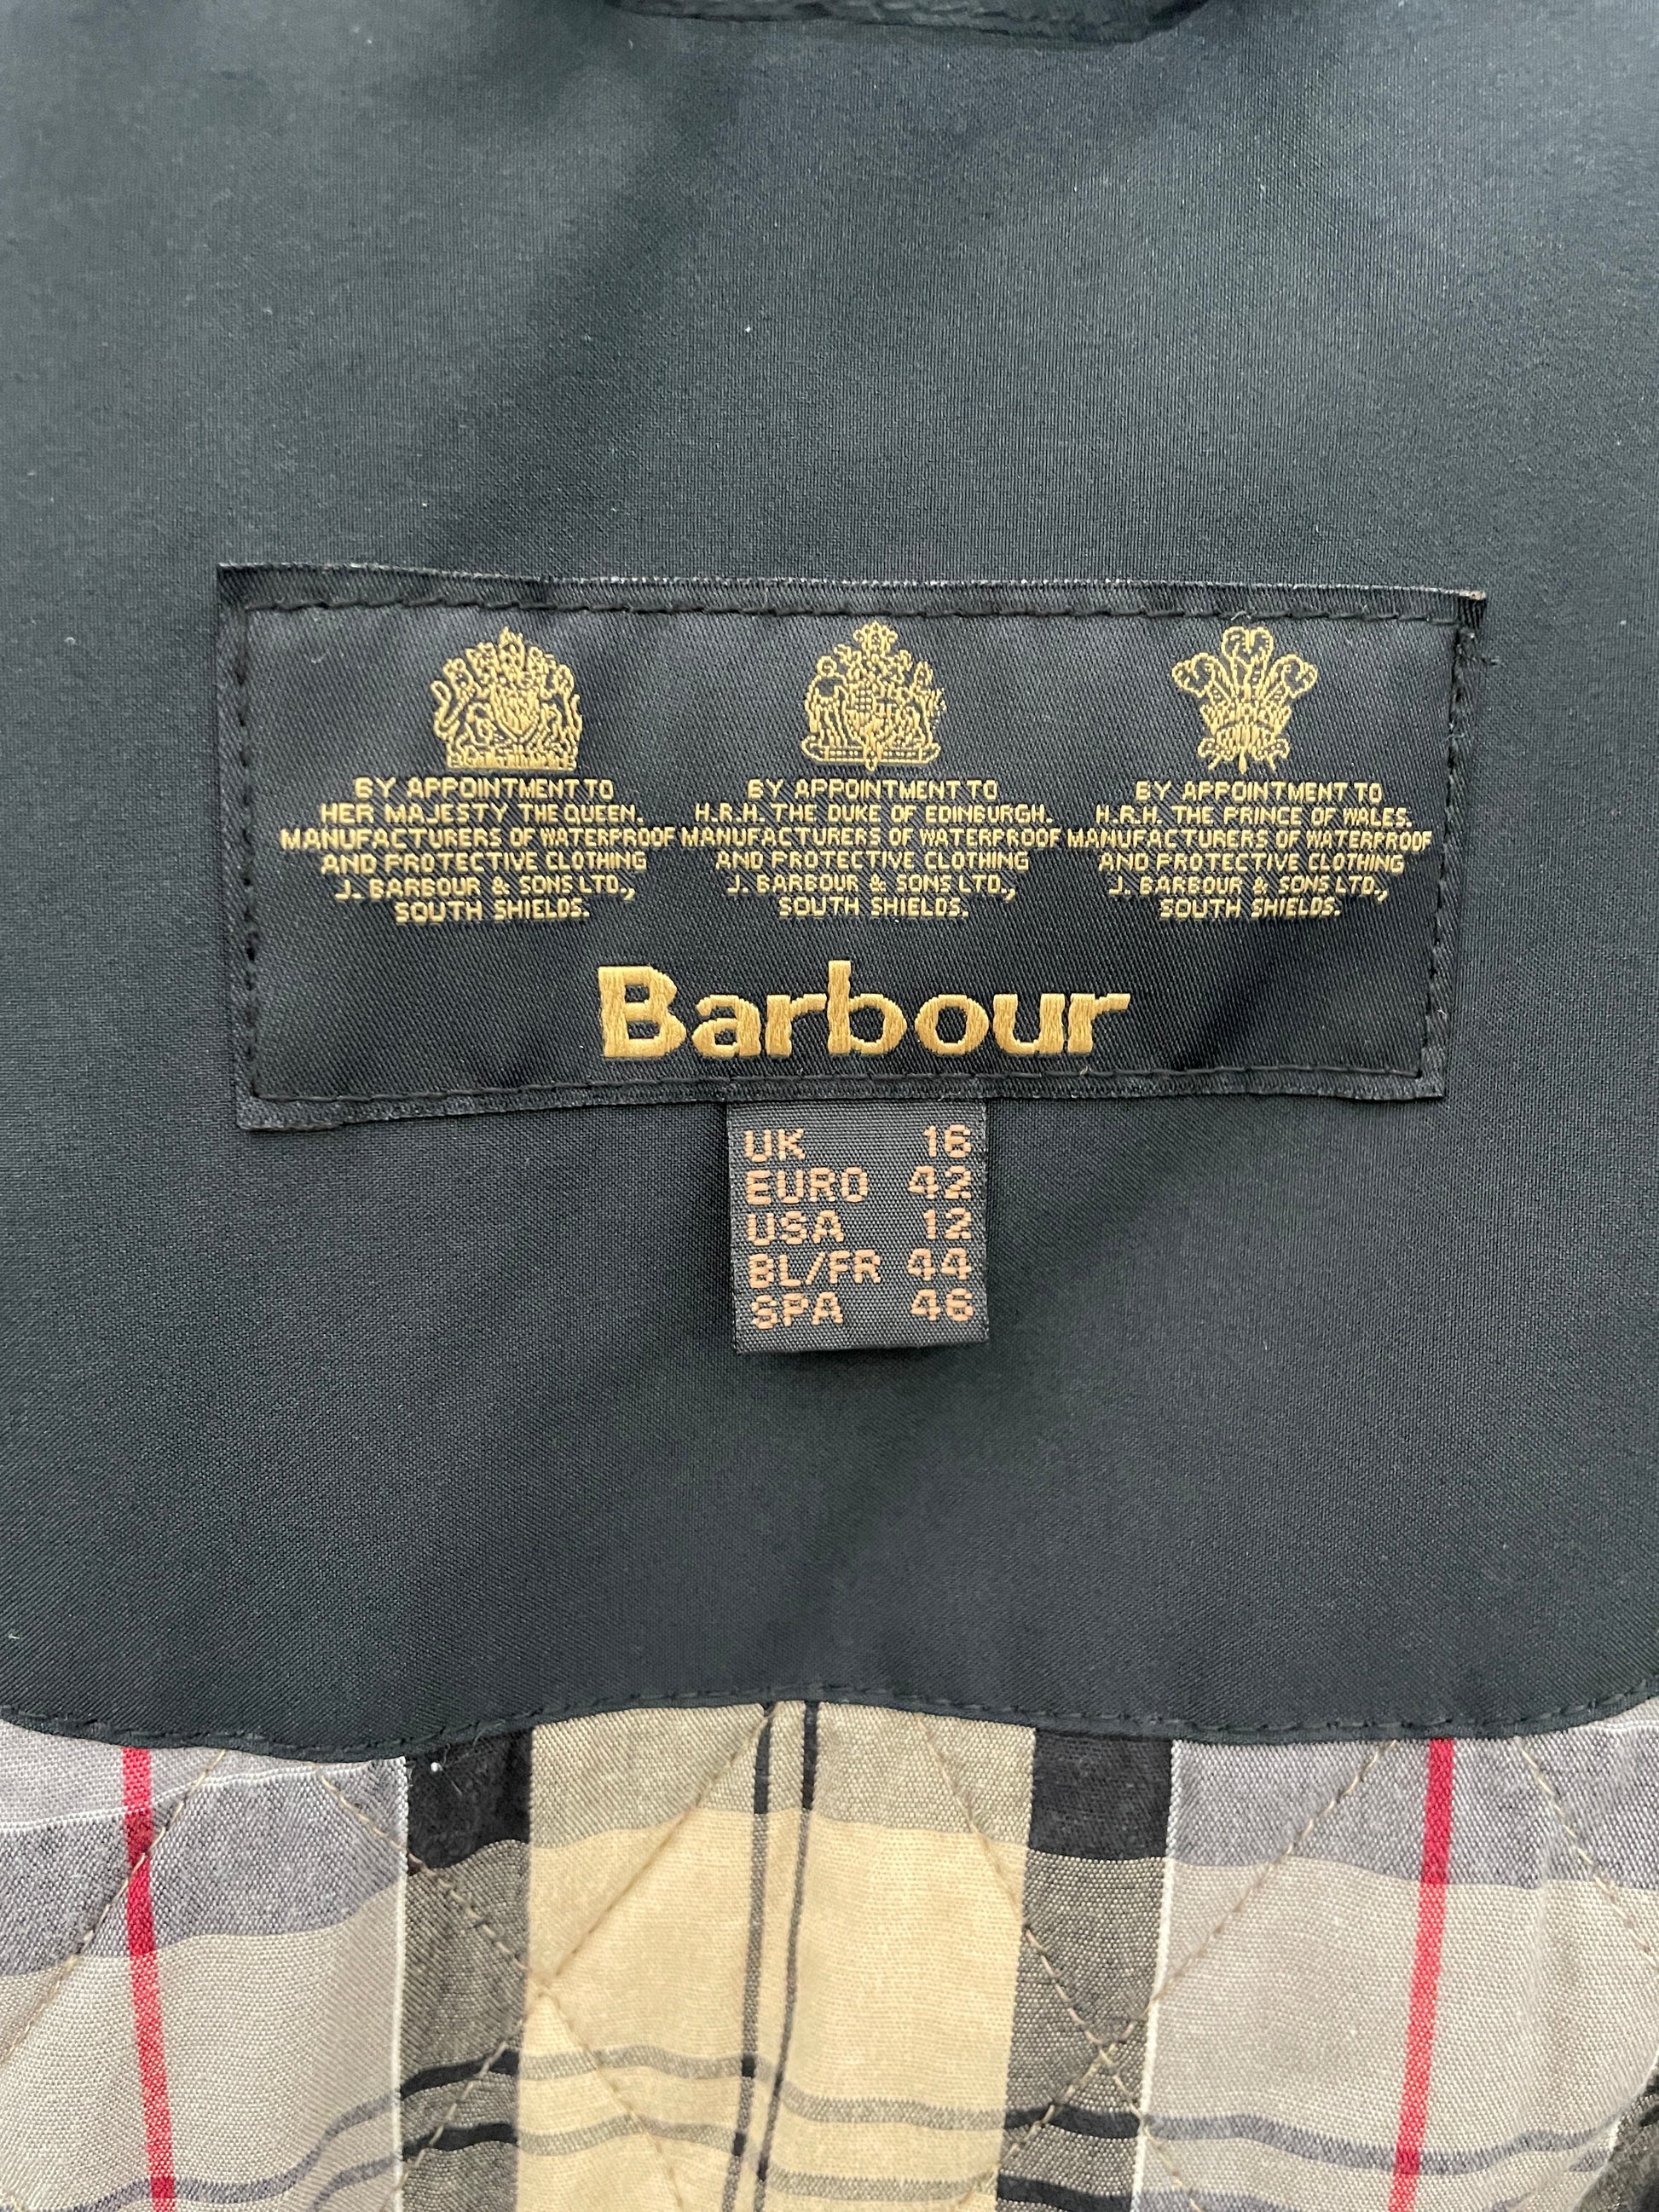 BY APPOINTMENT TO
HER MAJESTY THE QUEEN.
MANUFACTURERS OF WATERPROOF
AND PROTECTIVE CLOTHING
J. BARBOUR & SONS LTD.,
SOUTH SHIELDS.
BY APPOINTMENT TO
H.R.H. THE DUKE OF EDINBURGH.
MANUFACTURERS OF WATERPROOF
AND PROTECTIVE CLOTHING
J. BARBOUR & SONS LTD.,
SOUTH SHIELDS.
BY APPOINTMENT TO
H.R.H. THE PRINCE OF WALES.
MANUFACTURERS OF WATERPROOF
AND PROTECTIVE CLOTHING
J. BARBOUR & SONS LTD.,
SOUTH SHIELDS.
Barbour
UK 16
EURO 42
USA 12
BL/FR 44
SPA 46